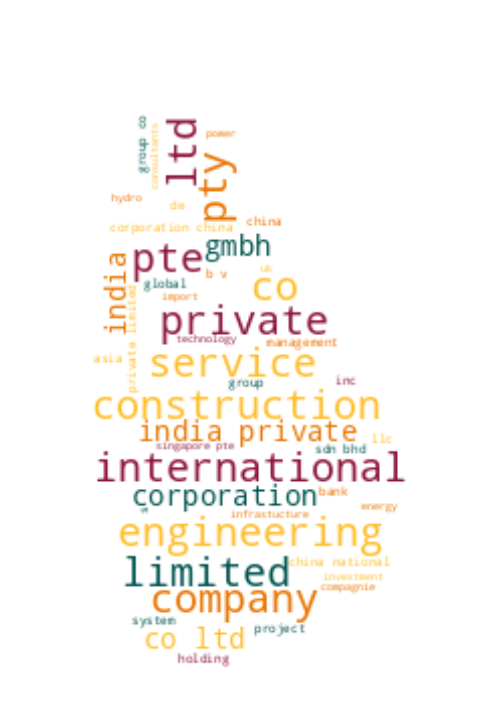 group co
consultants
ltd
power
pty
hydro
de
corporation china
china
gmbh
pte
india
b v
uk
global
co
import
private limited
private
technology
management
asia
service
group
inc
construction
india private
llc
singapore pte
sdn bhd
international
corporation
bank
energy
infrastucture
engineering
limited
china national
investment
compagnie
company
system
project
co ltd
holding